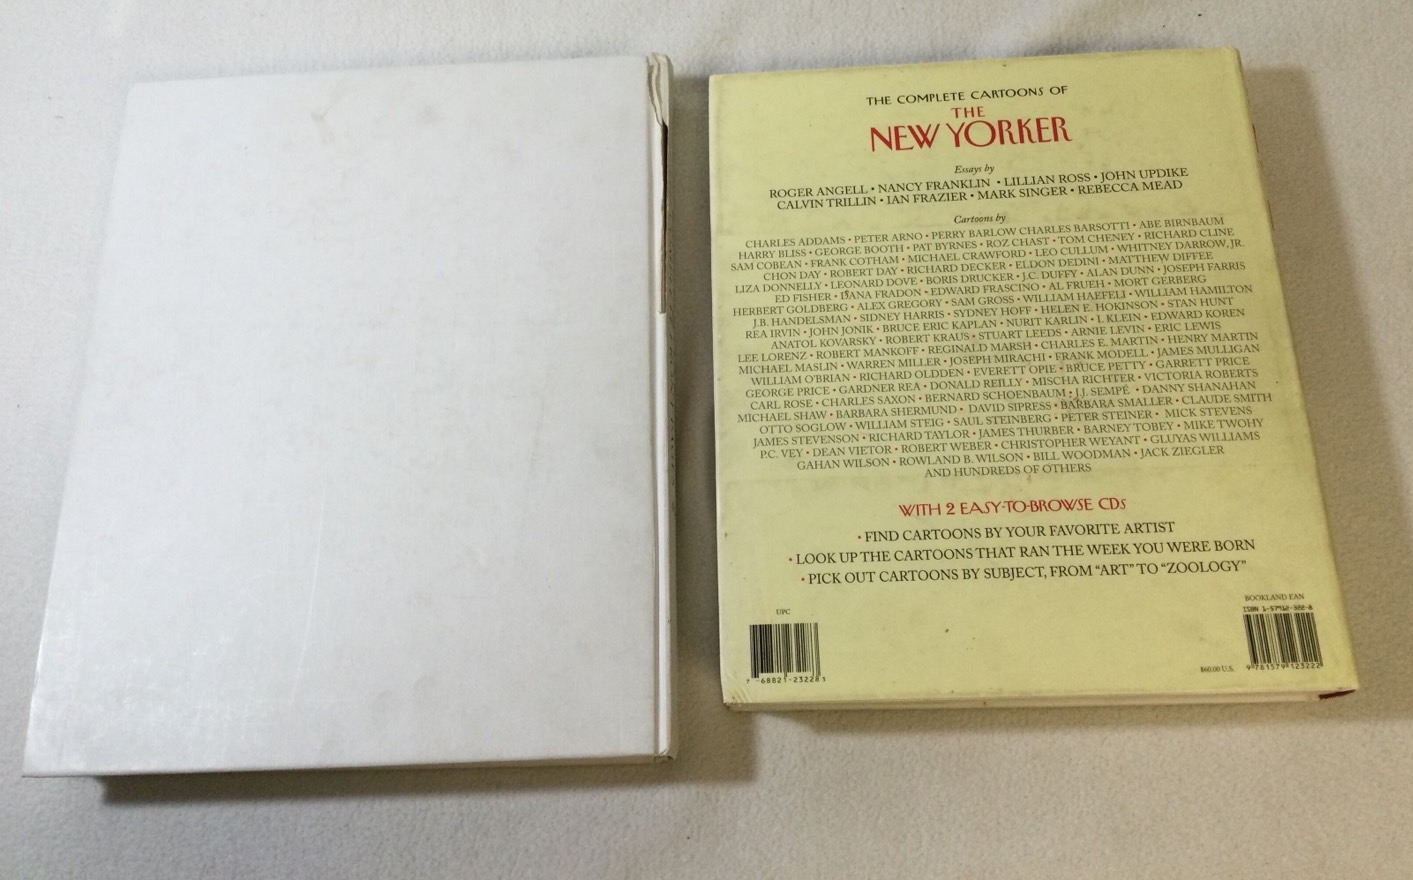 THE COMPLETE CARTOONS OF
THE
NEW YORKER
Essays by
ROGER ANGELL • NANCY FRANKLIN • LILLIAN ROSS • JOHN UPDIKE
CALVIN TRILLIN • IAN FRAZIER • MARK SINGER • REBECCA MEAD
Cartoons by
CHARLES ADDAMS • PETER ARNO • PERRY BARLOW CHARLES BARSOTTI • ABE BIRNBAUM
HARRY BLISS • GEORGE BOOTH • PAT BYRNES • ROZ CHAST • TOM CHENEY • RICHARD CLINE
SAM COBEAN • FRANK COTHAM • MICHAEL CRAWFORD • LEO CULLUM • WHITNEY DARROW, JR.
CHON DAY • ROBERT DAY • RICHARD DECKER • ELDON DEDINI • MATTHEW DIFFEE
LIZA DONNELLY • LEONARD DOVE • BORIS DRUCKER • J.C. DUFFY • ALAN DUNN • JOSEPH FARRIS
ED FISHER • DANA FRADON • EDWARD FRASCINO • AL FRUEH • MORT GERBERG
HERBERT GOLDBERG • ALEX GREGORY • SAM GROSS • WILLIAM HAEFELI • WILLIAM HAMILTON
J.B. HANDELSMAN • SIDNEY HARRIS • SYDNEY HOFF • HELEN E. HOKINSON • STAN HUNT
REA IRVIN • JOHN JONIK • BRUCE ERIC KAPLAN • NURIT KARLIN • I. KLEIN • EDWARD KOREN
ANATOL KOVARSKY • ROBERT KRAUS • STUART LEEDS • ARNIE LEVIN • ERIC LEWIS
LEE LORENZ • ROBERT MANKOFF • REGINALD MARSH • CHARLES E. MARTIN • HENRY MARTIN
MICHAEL MASLIN • WARREN MILLER • JOSEPH MIRACHI • FRANK MODELL • JAMES MULLIGAN
WILLIAM O'BRIAN • RICHARD OLDDEN • EVERETT OPIE • BRUCE PETTY • GARRETT PRICE
GEORGE PRICE • GARDNER REA • DONALD REILLY • MISCHA RICHTER • VICTORIA ROBERTS
CARL ROSE • CHARLES SAXON • BERNARD SCHOENBAUM • J.J. SEMPÉ • DANNY SHANAHAN
MICHAEL SHAW • BARBARA SHERMUND • DAVID SIPRESS • BARBARA SMALLER • CLAUDE SMITH
OTTO SOGLOW • WILLIAM STEIG • SAUL STEINBERG • PETER STEINER • MICK STEVENS
JAMES STEVENSON • RICHARD TAYLOR • JAMES THURBER • BARNEY TOBEY • MIKE TWOHY
P.C. VEY • DEAN VIETOR • ROBERT WEBER • CHRISTOPHER WEYANT • GLUYAS WILLIAMS
GAHAN WILSON • ROWLAND B. WILSON • BILL WOODMAN • JACK ZIEGLER
AND HUNDREDS OF OTHERS
WITH 2 EASY-TO-BROWSE CDs
• FIND CARTOONS BY YOUR FAVORITE ARTIST
• LOOK UP THE CARTOONS THAT RAN THE WEEK YOU WERE BORN
• PICK OUT CARTOONS BY SUBJECT, FROM "ART" TO "ZOOLOGY"
UPC
7 68821-23228 3
BOOKLAND EAN
ISBN 1-57912-322-8
$60.00 U.S.
9 781579 123222